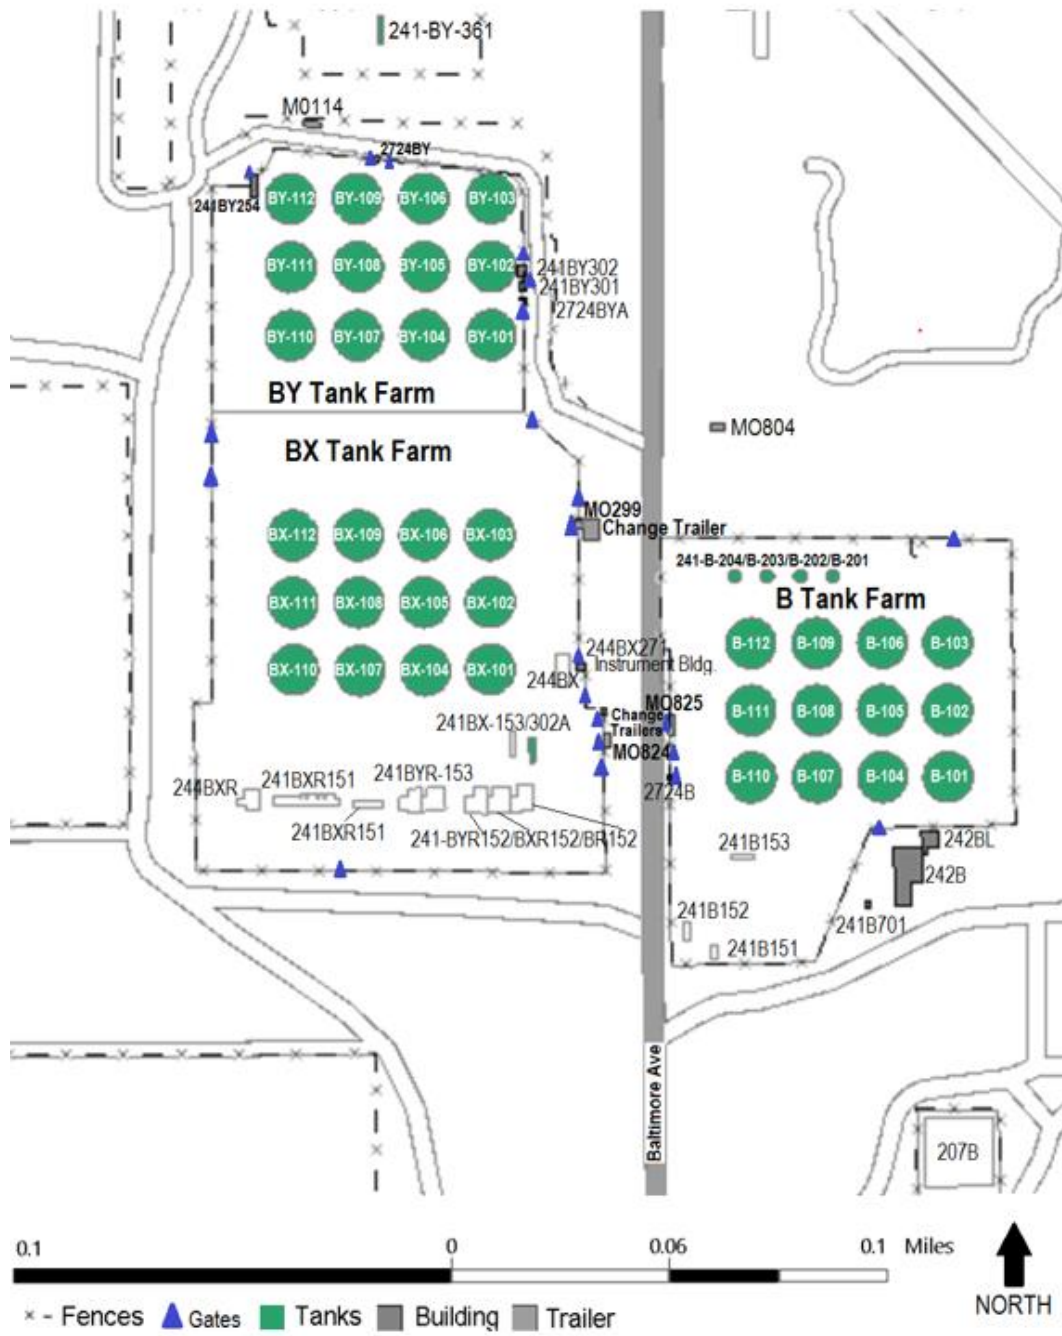 241-BY-361
M0114
2724BY
241BY254
BY-112 BY-109 BY-106 BY-103
BY-111 BY-108 BY-105 BY-102
241BY302
241BY301
2724BYA
BY-110 BY-107 BY-104 BY-101
BY Tank Farm
MO804
BX Tank Farm
MO299
Change Trailer
BX-112 BX-109 BX-106 BX-103
241-B-204/B-203/B-202/B-201
B Tank Farm
BX-111 BX-108 BX-105 BX-102
B-112 B-109 B-106 B-103
244BX271
Instrument Bldg.
244BX
BX-110 BX-107 BX-104 BX-101
MO825
Change
Trailers
MO824
B-111 B-108 B-105 B-102
241BX-153/302A
B-110 B-107 B-104 B-101
2724B
244BXR
241BXR151
241BYR-153
241BXR151
241-BYR152/BXR152/BR152
241B153
242BL
242B
241B152
241B701
241B151
Baltimore Ave
207B
0.1 0 0.06 0.1 Miles
NORTH
Fences Gates Tanks Building Trailer